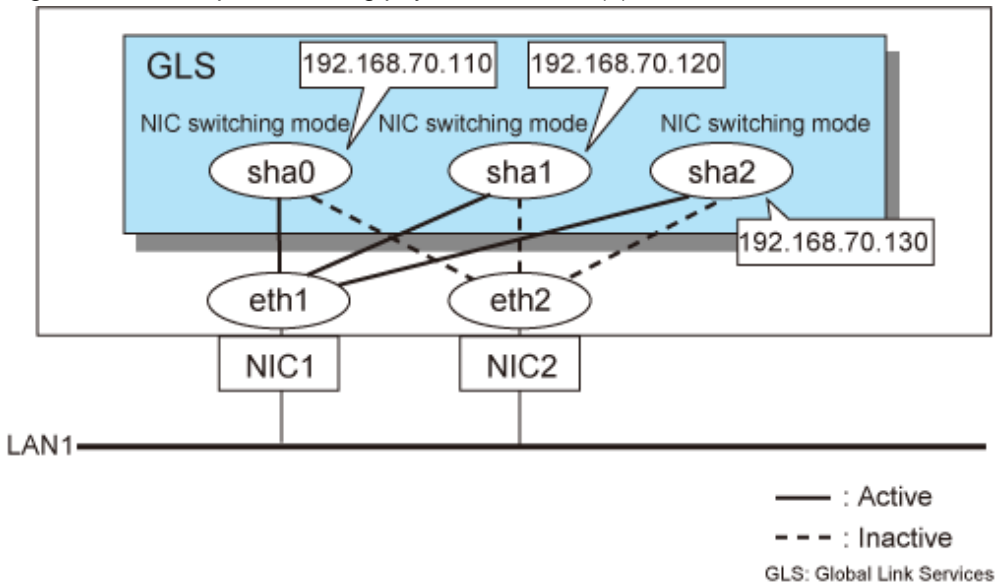 GLS
192.168.70.110
192.168.70.120
NIC switching mode
NIC switching mode
NIC switching mode
sha0
sha1
sha2
192.168.70.130
eth1
eth2
NIC1
NIC2
LAN1
: Active
: Inactive
GLS: Global Link Services